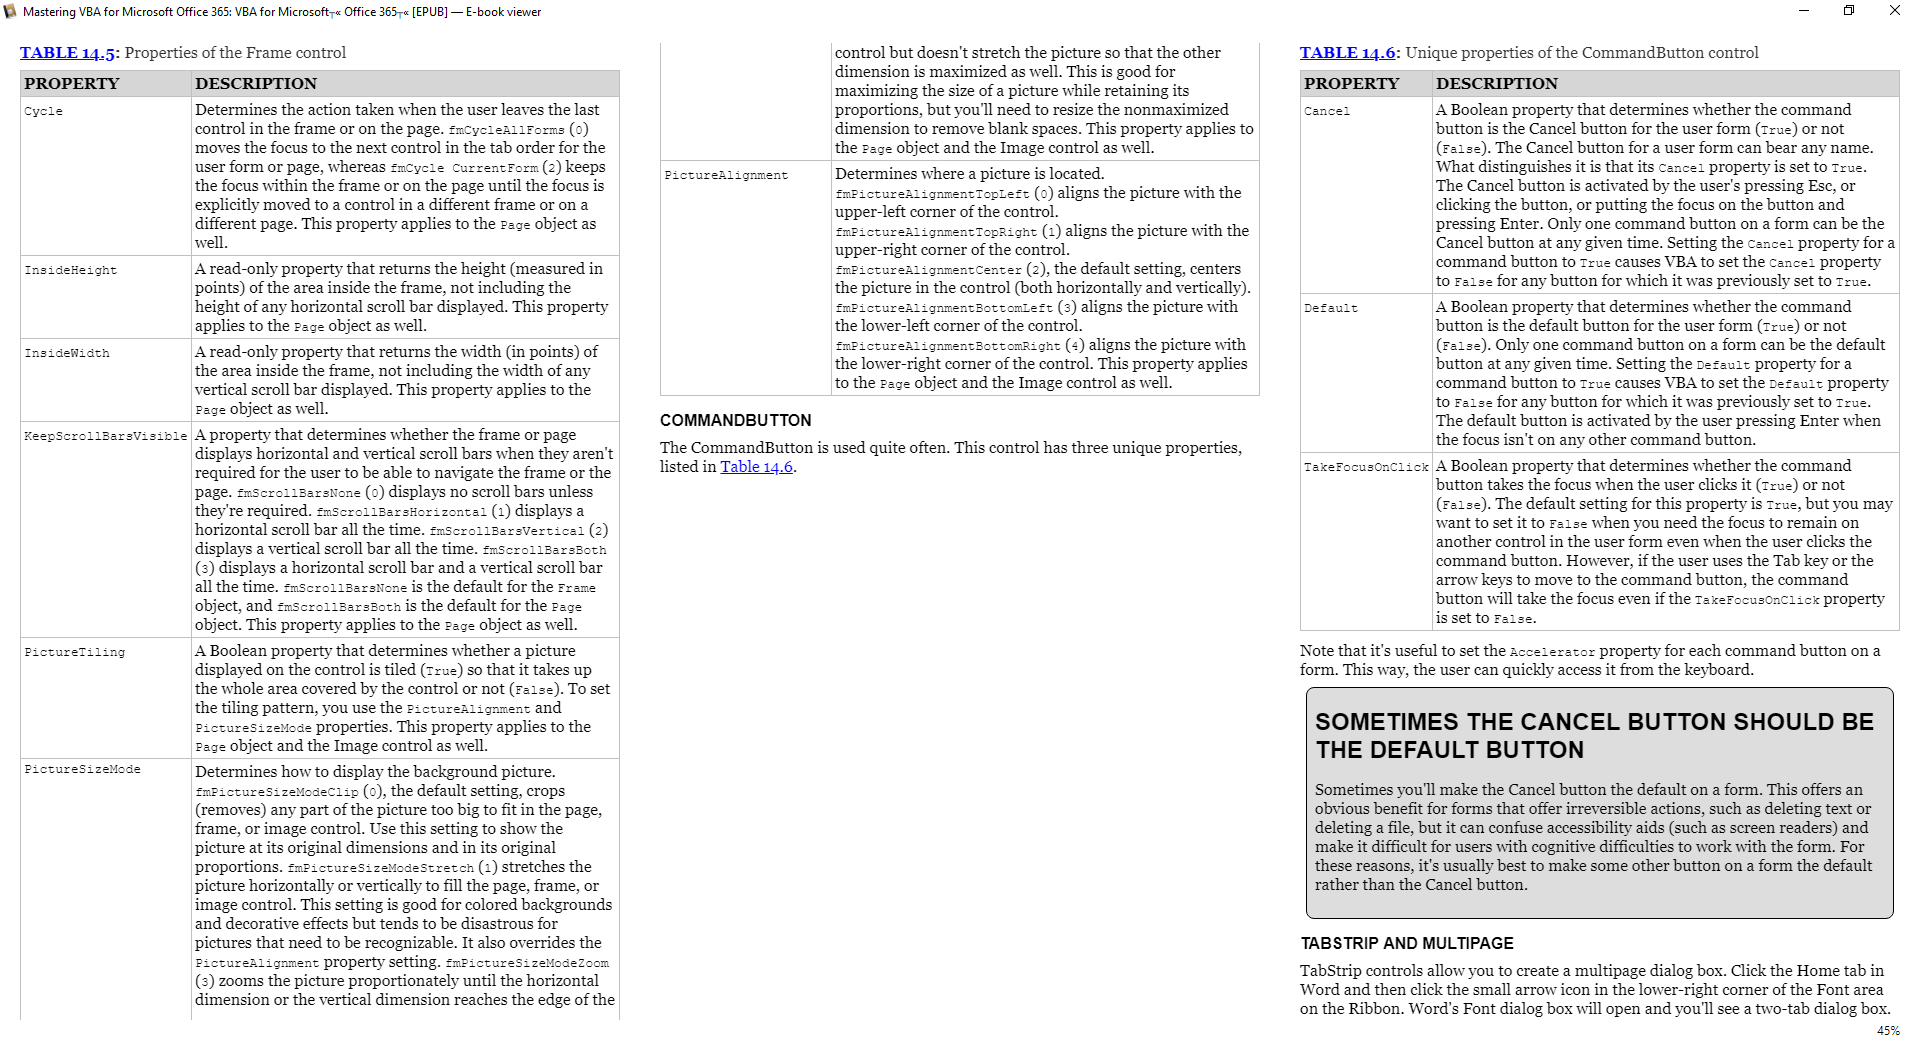 Mastering VBA for Microsoft Office 365: VBA for Microsoft┬« Office 365┬« [EPUB] — E-book viewer
TABLE 14.5: Properties of the Frame control
PROPERTY DESCRIPTION
Cycle Determines the action taken when the user leaves the last
control in the frame or on the page. fmCycleAllForms (0)
moves the focus to the next control in the tab order for the
user form or page, whereas fmCycle CurrentForm (2) keeps
the focus within the frame or on the page until the focus is
explicitly moved to a control in a different frame or on a
different page. This property applies to the Page object as
well.
InsideHeight A read-only property that returns the height (measured in
points) of the area inside the frame, not including the
height of any horizontal scroll bar displayed. This property
applies to the Page object as well.
InsideWidth A read-only property that returns the width (in points) of
the area inside the frame, not including the width of any
vertical scroll bar displayed. This property applies to the
Page object as well.
KeepScrollBarsVisible A property that determines whether the frame or page
displays horizontal and vertical scroll bars when they aren't
required for the user to be able to navigate the frame or the
page. fmScrollBarsNone (0) displays no scroll bars unless
they're required. fmScrollBarsHorizontal (1) displays a
horizontal scroll bar all the time. fmScrollBarsVertical (2)
displays a vertical scroll bar all the time. fmScrollBarsBoth
(3) displays a horizontal scroll bar and a vertical scroll bar
all the time. fmScrollBarsNone is the default for the Frame
object, and fmScrollBarsBoth is the default for the Page
object. This property applies to the Page object as well.
PictureTiling A Boolean property that determines whether a picture
displayed on the control is tiled (True) so that it takes up
the whole area covered by the control or not (False). To set
the tiling pattern, you use the PictureAlignment and
PictureSizeMode properties. This property applies to the
Page object and the Image control as well.
PictureSizeMode Determines how to display the background picture.
fmPictureSizeModeClip (0), the default setting, crops
(removes) any part of the picture too big to fit in the page,
frame, or image control. Use this setting to show the
picture at its original dimensions and in its original
proportions. fmPictureSizeModeStretch (1) stretches the
picture horizontally or vertically to fill the page, frame, or
image control. This setting is good for colored backgrounds
and decorative effects but tends to be disastrous for
pictures that need to be recognizable. It also overrides the
PictureAlignment property setting. fmPictureSizeModeZoom
(3) zooms the picture proportionately until the horizontal
dimension or the vertical dimension reaches the edge of the
control but doesn't stretch the picture so that the other
dimension is maximized as well. This is good for
maximizing the size of a picture while retaining its
proportions, but you'll need to resize the nonmaximized
dimension to remove blank spaces. This property applies to
the Page object and the Image control as well.
PictureAlignment Determines where a picture is located.
fmPictureAlignmentTopLeft (0) aligns the picture with the
upper-left corner of the control.
fmPictureAlignmentTopRight (1) aligns the picture with the
upper-right corner of the control.
fmPictureAlignmentCenter (2), the default setting, centers
the picture in the control (both horizontally and vertically).
fmPictureAlignmentBottomLeft (3) aligns the picture with
the lower-left corner of the control.
fmPictureAlignmentBottomRight (4) aligns the picture with
the lower-right corner of the control. This property applies
to the Page object and the Image control as well.
COMMANDBUTTON
The CommandButton is used quite often. This control has three unique properties,
listed in Table 14.6.
TABLE 14.6: Unique properties of the CommandButton control
PROPERTY DESCRIPTION
Cancel A Boolean property that determines whether the command
button is the Cancel button for the user form (True) or not
(False). The Cancel button for a user form can bear any name.
What distinguishes it is that its Cancel property is set to True.
The Cancel button is activated by the user's pressing Esc, or
clicking the button, or putting the focus on the button and
pressing Enter. Only one command button on a form can be the
Cancel button at any given time. Setting the Cancel property for a
command button to True causes VBA to set the Cancel property
to False for any button for which it was previously set to True.
Default A Boolean property that determines whether the command
button is the default button for the user form (True) or not
(False). Only one command button on a form can be the default
button at any given time. Setting the Default property for a
command button to True causes VBA to set the Default property
to False for any button for which it was previously set to True.
The default button is activated by the user pressing Enter when
the focus isn't on any other command button.
TakeFocusOnClick A Boolean property that determines whether the command
button takes the focus when the user clicks it (True) or not
(False). The default setting for this property is True, but you may
want to set it to False when you need the focus to remain on
another control in the user form even when the user clicks the
command button. However, if the user uses the Tab key or the
arrow keys to move to the command button, the command
button will take the focus even if the TakeFocusOnClick property
is set to False.
Note that it's useful to set the Accelerator property for each command button on a
form. This way, the user can quickly access it from the keyboard.
SOMETIMES THE CANCEL BUTTON SHOULD BE
THE DEFAULT BUTTON
Sometimes you'll make the Cancel button the default on a form. This offers an
obvious benefit for forms that offer irreversible actions, such as deleting text or
deleting a file, but it can confuse accessibility aids (such as screen readers) and
make it difficult for users with cognitive difficulties to work with the form. For
these reasons, it's usually best to make some other button on a form the default
rather than the Cancel button.
TABSTRIP AND MULTIPAGE
TabStrip controls allow you to create a multipage dialog box. Click the Home tab in
Word and then click the small arrow icon in the lower-right corner of the Font area
on the Ribbon. Word's Font dialog box will open and you'll see a two-tab dialog box.
45%